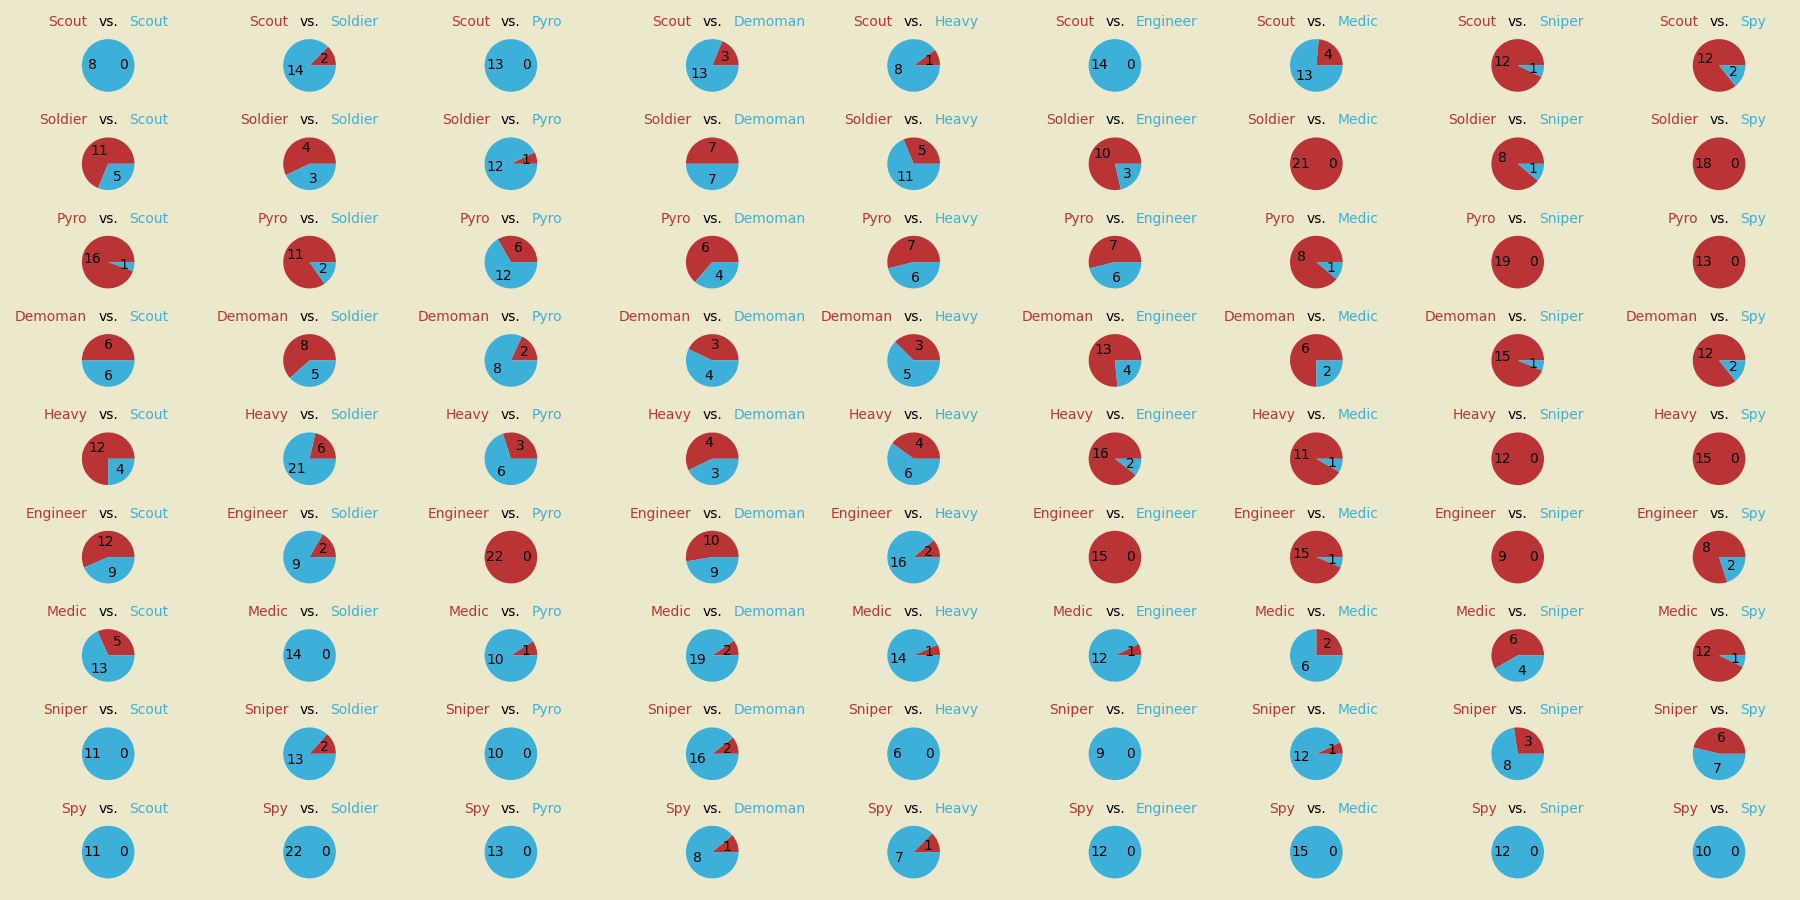 Scout vs. Scout Scout vs. Soldier Scout vs. Pyro Scout vs. Demoman Scout vs. Heavy Scout vs. Engineer Scout vs. Medic Scout vs. Sniper Scout vs. Spy
8 0 14 2 13 0 13 3 8 1 14 0 13 4 12 1 12 2
Soldier vs. Scout Soldier vs. Soldier Soldier vs. Pyro Soldier vs. Demoman Soldier vs. Heavy Soldier vs. Engineer Soldier vs. Medic Soldier vs. Sniper Soldier vs. Spy
11 5 4 3 12 1 7 7 5 11 10 3 21 0 8 1 18 0
Pyro vs. Scout Pyro vs. Soldier Pyro vs. Pyro Pyro vs. Demoman Pyro vs. Heavy Pyro vs. Engineer Pyro vs. Medic Pyro vs. Sniper Pyro vs. Spy
16 1 11 2 6 12 6 4 7 6 7 6 8 1 19 0 13 0
Demoman vs. Scout Demoman vs. Soldier Demoman vs. Pyro Demoman vs. Demoman Demoman vs. Heavy Demoman vs. Engineer Demoman vs. Medic Demoman vs. Sniper Demoman vs. Spy
6 6 8 5 2 8 3 4 3 5 13 4 6 2 15 1 12 2
Heavy vs. Scout Heavy vs. Soldier Heavy vs. Pyro Heavy vs. Demoman Heavy vs. Heavy Heavy vs. Engineer Heavy vs. Medic Heavy vs. Sniper Heavy vs. Spy
12 4 6 21 3 6 4 3 4 6 16 2 11 1 12 0 15 0
Engineer vs. Scout Engineer vs. Soldier Engineer vs. Pyro Engineer vs. Demoman Engineer vs. Heavy Engineer vs. Engineer Engineer vs. Medic Engineer vs. Sniper Engineer vs. Spy
12 9 2 9 22 0 10 9 2 16 15 0 15 1 9 0 8 2
Medic vs. Scout Medic vs. Soldier Medic vs. Pyro Medic vs. Demoman Medic vs. Heavy Medic vs. Engineer Medic vs. Medic Medic vs. Sniper Medic vs. Spy
5 13 14 0 10 1 19 2 14 1 12 1 2 6 6 4 12 1
Sniper vs. Scout Sniper vs. Soldier Sniper vs. Pyro Sniper vs. Demoman Sniper vs. Heavy Sniper vs. Engineer Sniper vs. Medic Sniper vs. Sniper Sniper vs. Spy
11 0 13 2 10 0 16 2 6 0 9 0 12 1 3 8 6 7
Spy vs. Scout Spy vs. Soldier Spy vs. Pyro Spy vs. Demoman Spy vs. Heavy Spy vs. Engineer Spy vs. Medic Spy vs. Sniper Spy vs. Spy
11 0 22 0 13 0 8 1 7 1 12 0 15 0 12 0 10 0